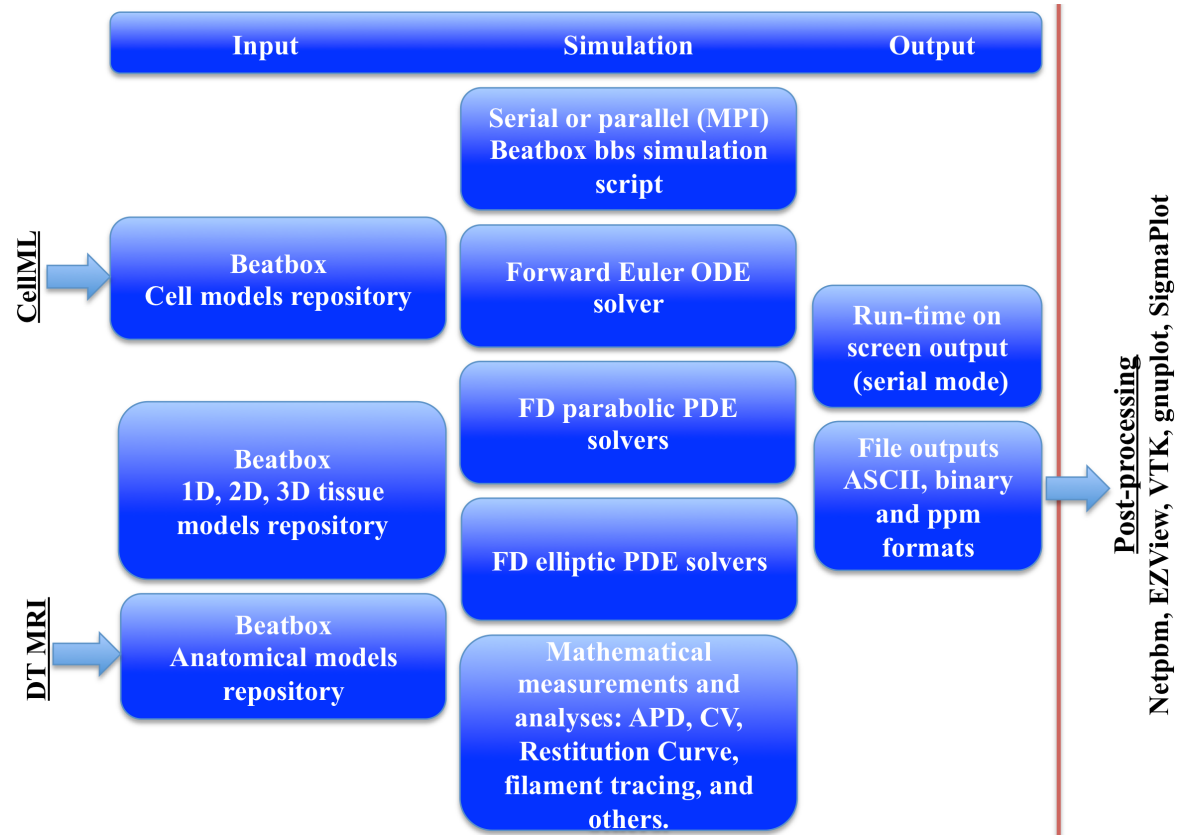 Input
Simulation
Output
CellML
Beatbox
Cell models repository
Beatbox
1D, 2D, 3D tissue
models repository
DT MRI
Beatbox
Anatomical models
repository
Serial or parallel (MPI)
Beatbox bbs simulation
script
Forward Euler ODE
solver
FD parabolic PDE
solvers
FD elliptic PDE solvers
Mathematical
measurements and
analyses: APD, CV,
Restitution Curve,
filament tracing, and
others.
Run-time on
screen output
(serial mode)
File outputs
ASCII, binary
and ppm
formats
Post-processing
Netpbm, EZView, VTK, gnuplot, SigmaPlot